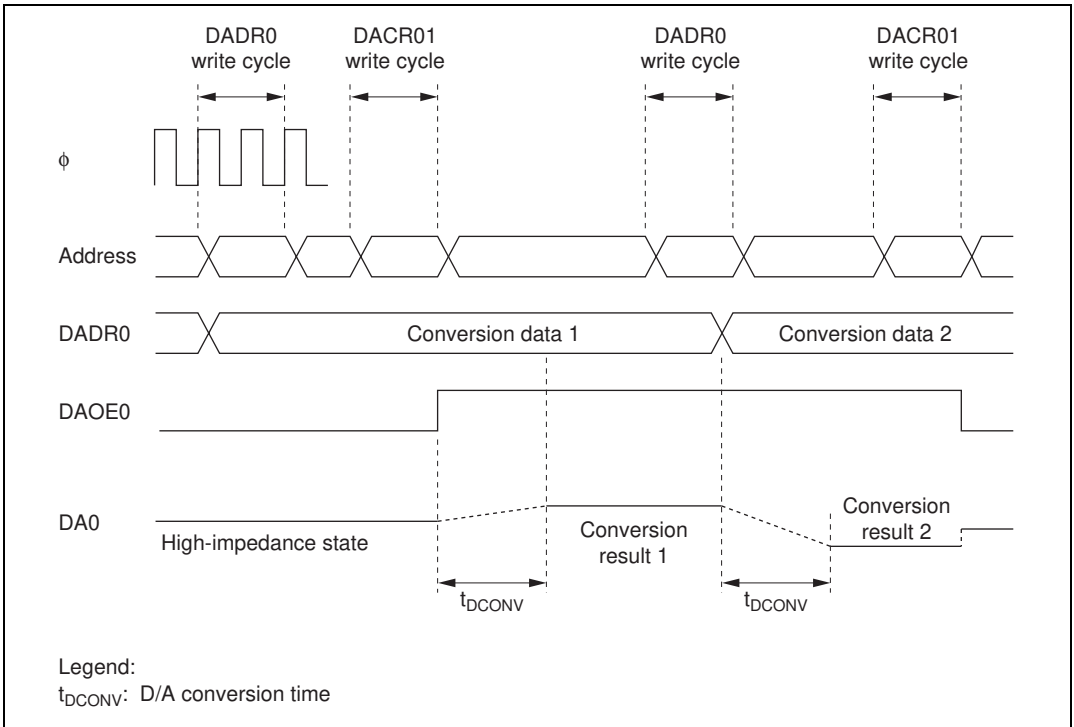 DADR0
write cycle
DACR01
write cycle
DADR0
write cycle
DACR01
write cycle
ϕ
Address
DADR0
Conversion data 1
Conversion data 2
DAOE0
DA0
High-impedance state
Conversion
result 1
Conversion
result 2
tDCONV
tDCONV
Legend:
tDCONV: D/A conversion time